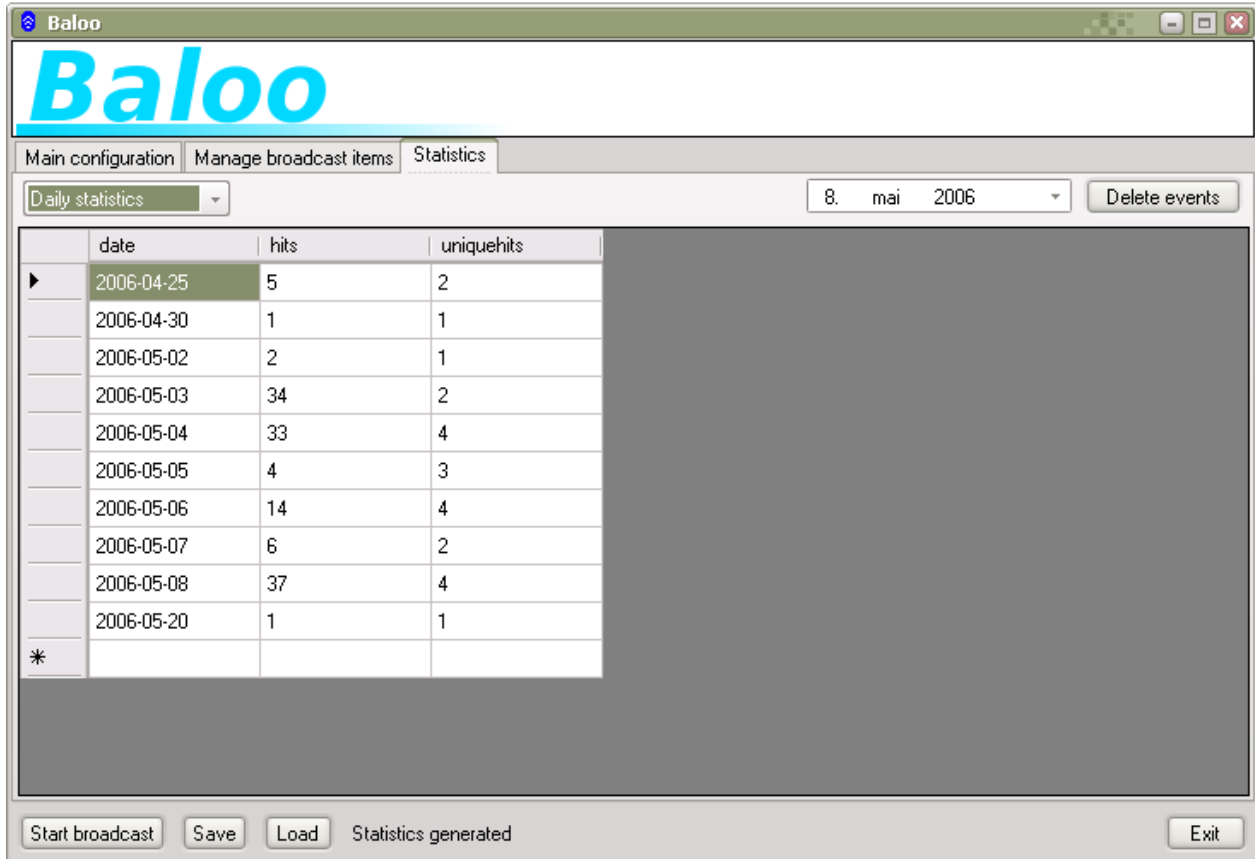 Baloo
Baloo
Main configuration Manage broadcast items Statistics
Daily statistics 8. mai 2006 Delete events
date hits uniquehits
2006-04-25 5 2
2006-04-30 1 1
2006-05-02 2 1
2006-05-03 34 2
2006-05-04 33 4
2006-05-05 4 3
2006-05-06 14 4
2006-05-07 6 2
2006-05-08 37 4
2006-05-20 1 1
Start broadcast Save Load Statistics generated Exit